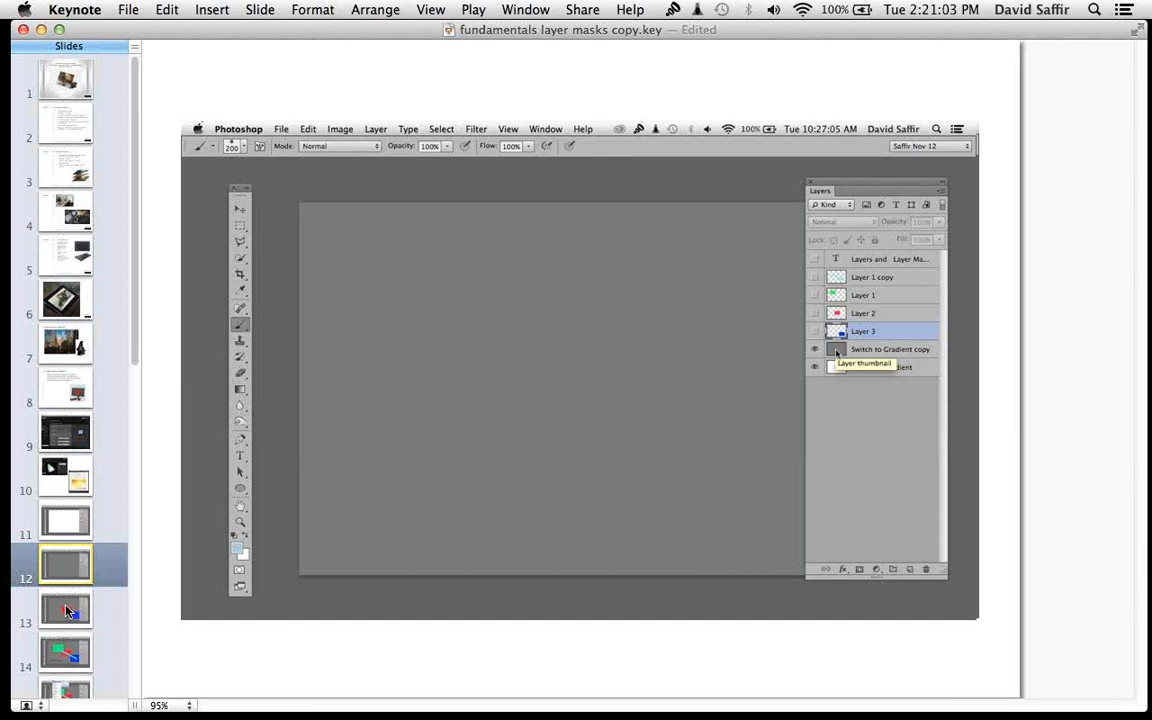 Keynote File Edit Insert Slide Format Arrange View Play Window Share Help 100% Tue 2:21:03 PM David Saffir
fundamentals layer masks copy.key — Edited
Slides
1
2
3
4
5
6
7
8
9
10
11
12
13
14
Photoshop File Edit Image Layer Type Select Filter View Window Help 100% Tue 10:27:05 AM David Saffir
200 Mode: Normal Opacity: 100% Flow: 100% Saffir Nov 12
Layers
Kind
Normal Opacity: 100%
Lock: Fill: 100%
T Layers and Layer Ma...
Layer 1 copy
Layer 1
Layer 2
Layer 3
Switch to Gradient copy
Layer thumbnail
dient
fx
95%